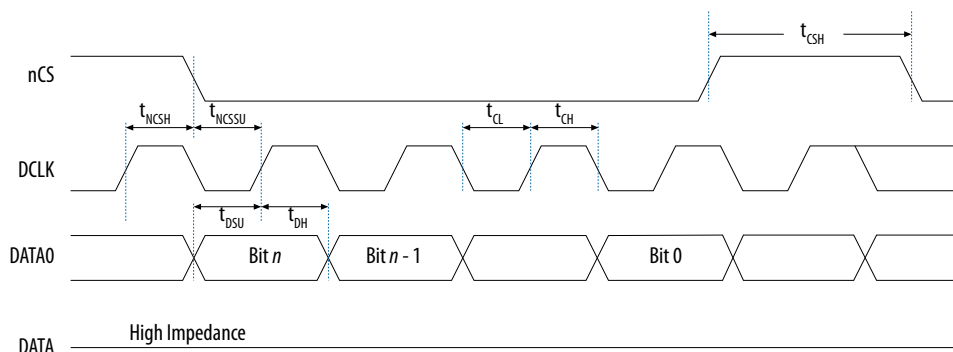 tCSH
nCS
tNCSH
tNCSSU
tCL
tCH
DCLK
tDSU
tDH
DATA0
Bit n
Bit n - 1
Bit 0
High Impedance
DATA